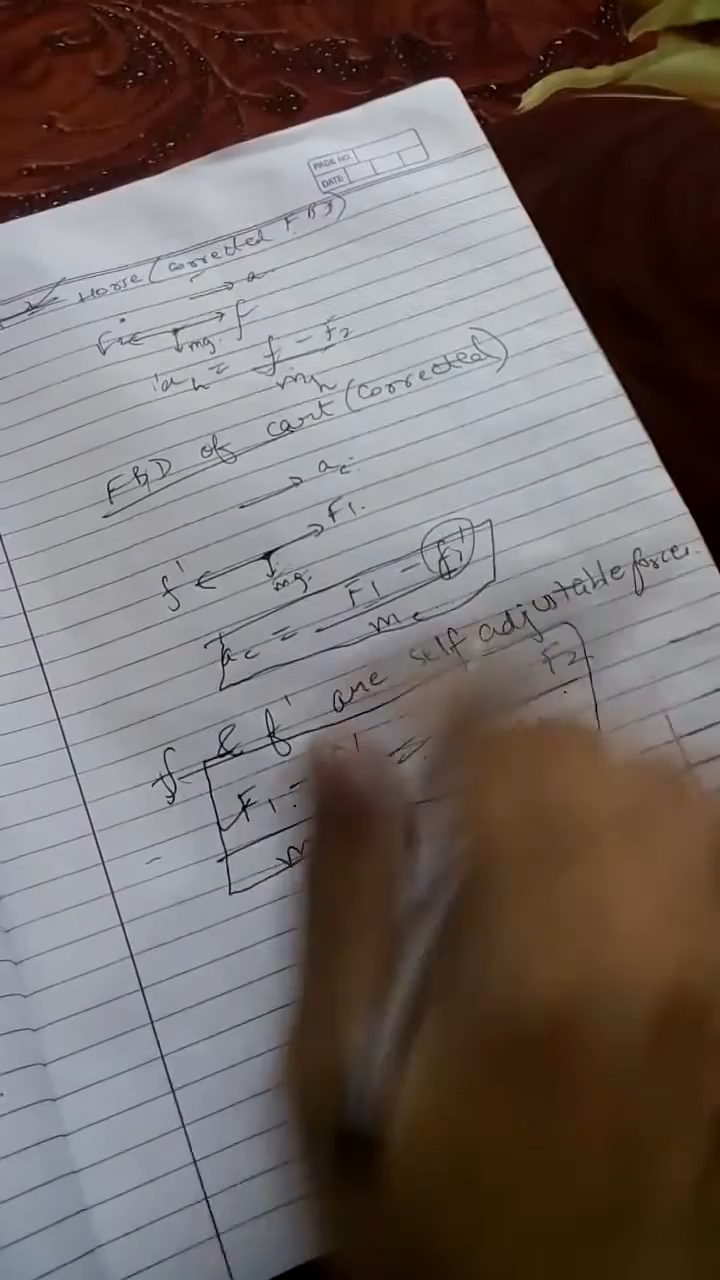 PAGE NO.
DATE
Horse (corrected FBD)
a
f
mg
a_h = f - F2 / m_h
FBD of cart (corrected)
a_c
F1
f'
mg
a_c = F1 - f' / m_c
f & f' are self adjustable force
F2
F1 -
m